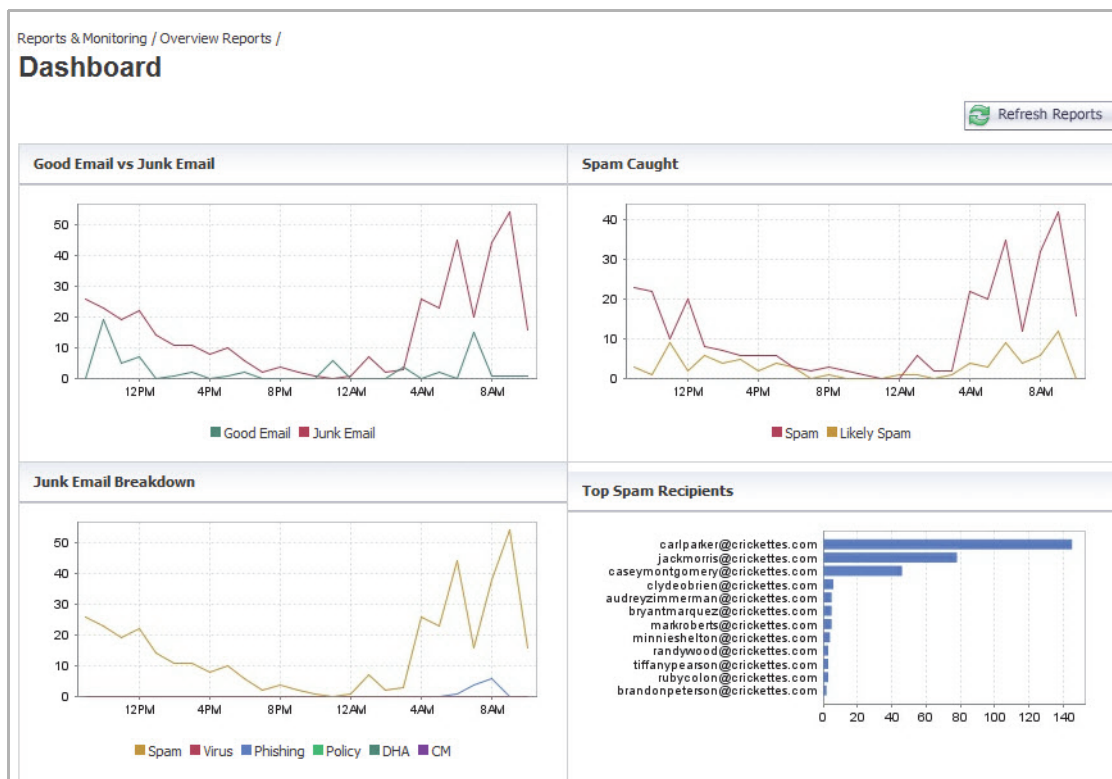 Reports & Monitoring / Overview Reports /
Dashboard
Refresh Reports
Good Email vs Junk Email
50
40
30
20
10
0
12PM 4PM 8PM 12AM 4AM 8AM
Good Email Junk Email
Spam Caught
40
30
20
10
0
12PM 4PM 8PM 12AM 4AM 8AM
Spam Likely Spam
Junk Email Breakdown
50
40
30
20
10
0
12PM 4PM 8PM 12AM 4AM 8AM
Spam Virus Phishing Policy DHA CM
Top Spam Recipients
carlparker@crickettes.com
jackmorris@crickettes.com
caseymontgomery@crickettes.com
clydeobrien@crickettes.com
audreyzimmerman@crickettes.com
bryantmarquez@crickettes.com
markroberts@crickettes.com
minnieshelton@crickettes.com
randywood@crickettes.com
tiffanypearson@crickettes.com
rubycolon@crickettes.com
brandonpeterson@crickettes.com
0 20 40 60 80 100 120 140